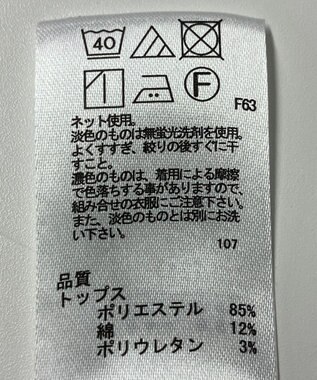 40
F
F63
ネット使用。
淡色のものは無蛍光洗剤を使用。
よくすすぎ、絞りの後すぐに干
すこと。
濃色のものは、着用による摩擦
で色落ちする事がありますので、
組み合せの衣服にご注意下さい。
また、淡色のものとは別にお洗
い下さい。
107
品質
トップス
ポリエステル 85%
綿 12%
ポリウレタン 3%